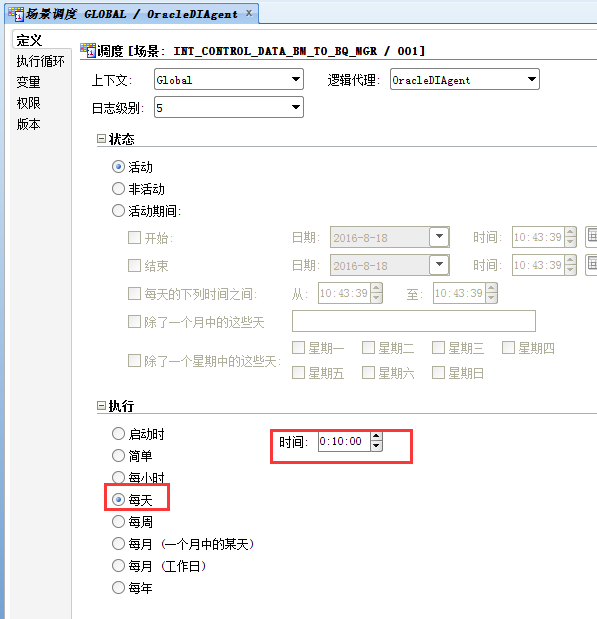 场景调度 GLOBAL / OracleDIAgent x
定义
执行循环
变量
权限
版本
调度 [场景: INT_CONTROL_DATA_BM_TO_BQ_MGR / 001]
上下文: Global 逻辑代理: OracleDIAgent
日志级别: 5
状态
活动
非活动
活动期间:
开始: 日期: 2016-8-18 时间: 10:43:39
结束 日期: 2016-8-18 时间: 10:43:39
每天的下列时间之间: 从: 10:43:39 至: 10:43:39
除了一个月中的这些天
除了一个星期中的这些天: 星期一 星期二 星期三 星期四
星期五 星期六 星期日
执行
启动时 时间: 0:10:00
简单
每小时
每天
每周
每月 (一个月中的某天)
每月 (工作日)
每年